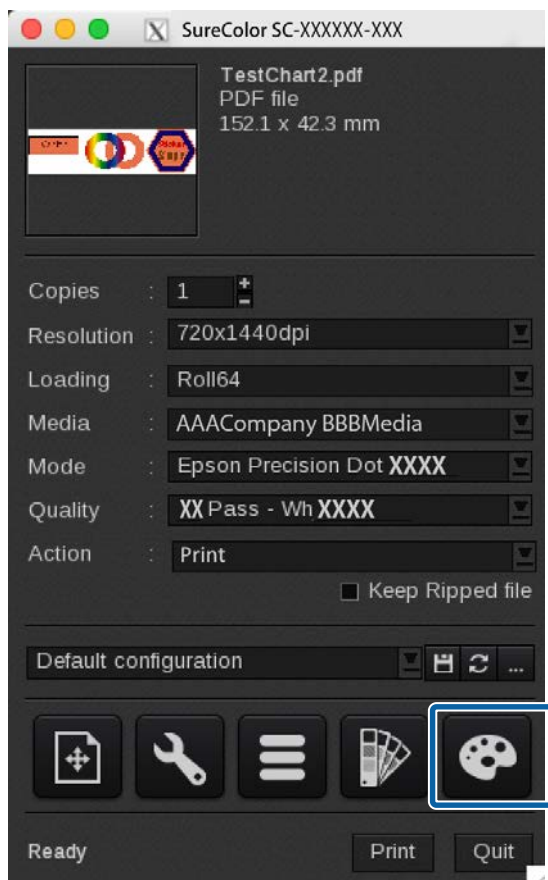 SureColor SC-XXXXXX-XXX
TestChart2.pdf
PDF file
152.1 x 42.3 mm
Copies : 1
Resolution : 720x1440dpi
Loading : Roll64
Media : AAACompany BBBMedia
Mode : Epson Precision Dot XXXX
Quality : XX Pass - Wh XXXX
Action : Print
Keep Ripped file
Default configuration ...
Ready Print Quit